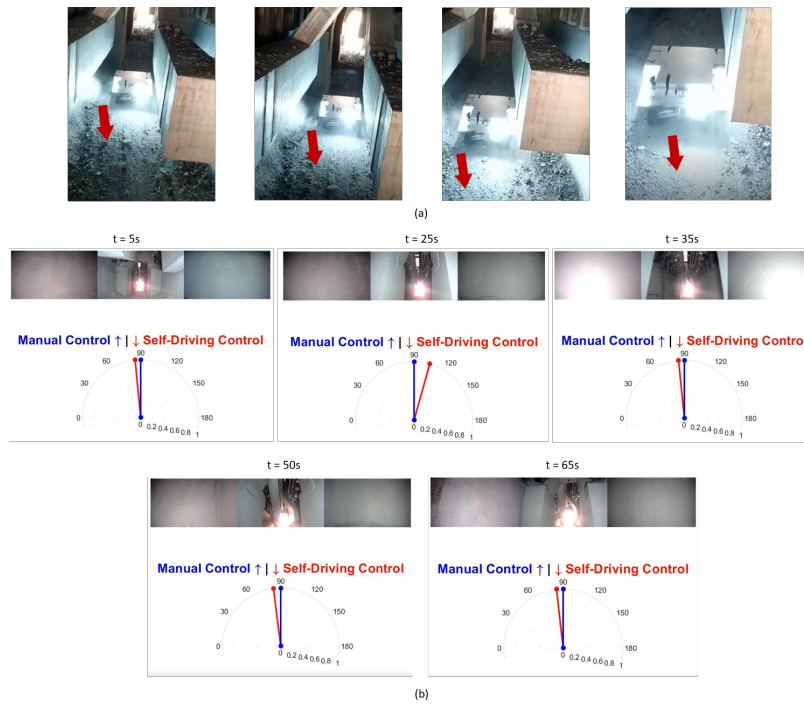 (a)
t = 5s
t = 25s
t = 35s
Manual Control ↑ | ↓ Self-Driving Control
90
60
120
30
150
0
180
0 0.2 0.4 0.6 0.8 1
Manual Control ↑ | ↓ Self-Driving Control
90
60
120
30
150
0
180
0 0.2 0.4 0.6 0.8 1
Manual Control ↑ | ↓ Self-Driving Contro
90
60
120
30
150
0
180
0 0.2 0.4 0.6 0.8 1
t = 50s
t = 65s
Manual Control ↑ | ↓ Self-Driving Control
90
60
120
30
150
0
180
0 0.2 0.4 0.6 0.8 1
Manual Control ↑ | ↓ Self-Driving Control
90
60
120
30
150
0
180
0 0.2 0.4 0.6 0.8 1
(b)